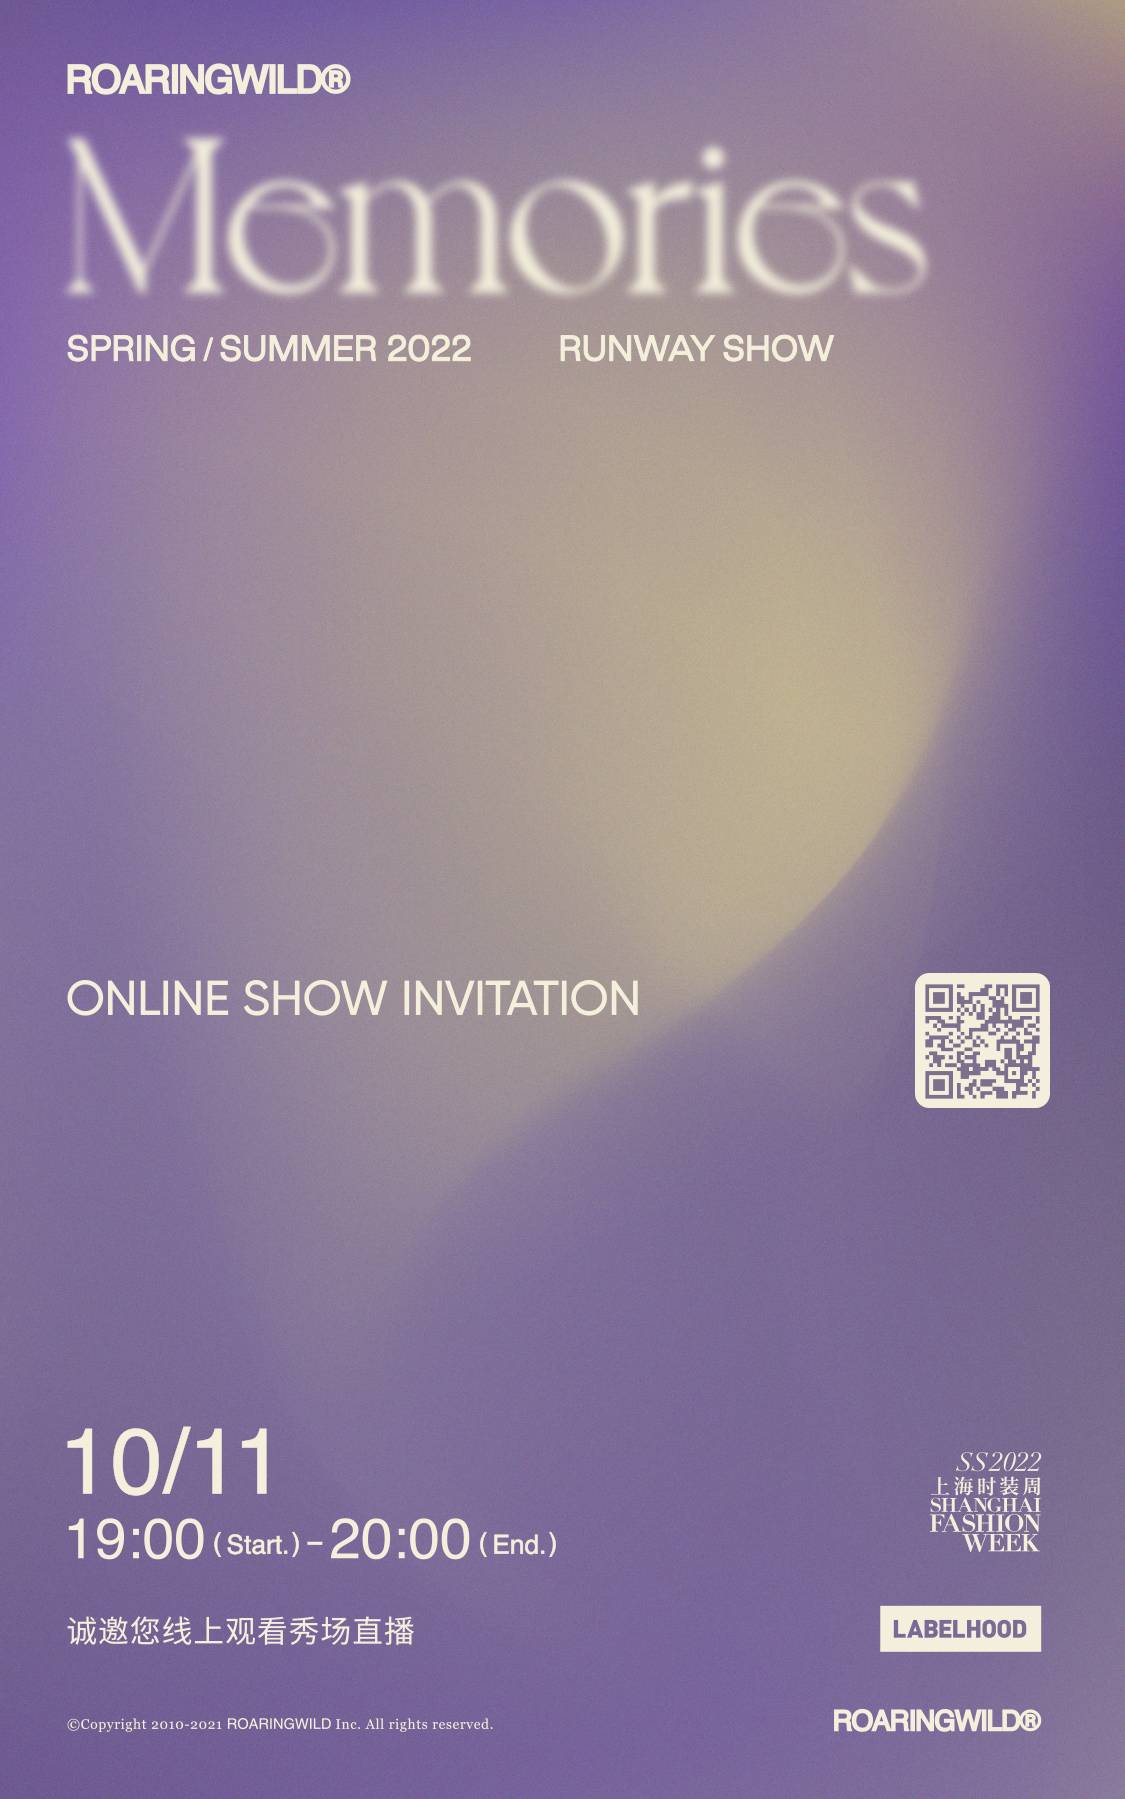 ROARINGWILD®
Memories
SPRING / SUMMER 2022 RUNWAY SHOW
ONLINE SHOW INVITATION
10/11
19:00 (Start.) – 20:00 (End.)
诚邀您线上观看秀场直播
©Copyright 2010-2021 ROARINGWILD Inc. All rights reserved.
SS2022
上海时装周
SHANGHAI
FASHION
WEEK
LABELHOOD
ROARINGWILD®